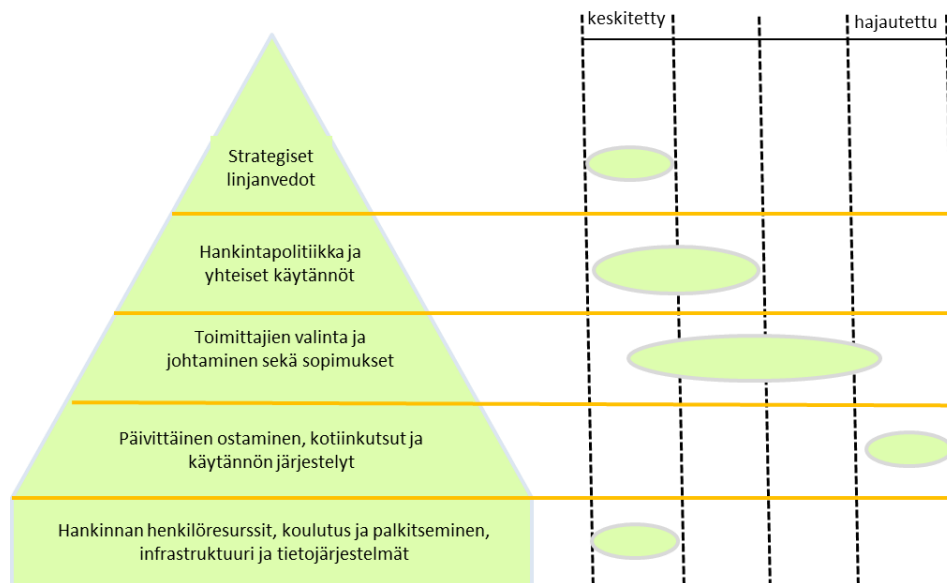 keskitetty
hajautettu
Strategiset
linjanvedot
Hankintapolitiikka ja
yhteiset käytännöt
Toimittajien valinta ja
johtaminen sekä sopimukset
Päivittäinen ostaminen, kotiinkutsut ja
käytännön järjestelyt
Hankinnan henkilöresurssit, koulutus ja palkitseminen,
infrastruktuuri ja tietojärjestelmät